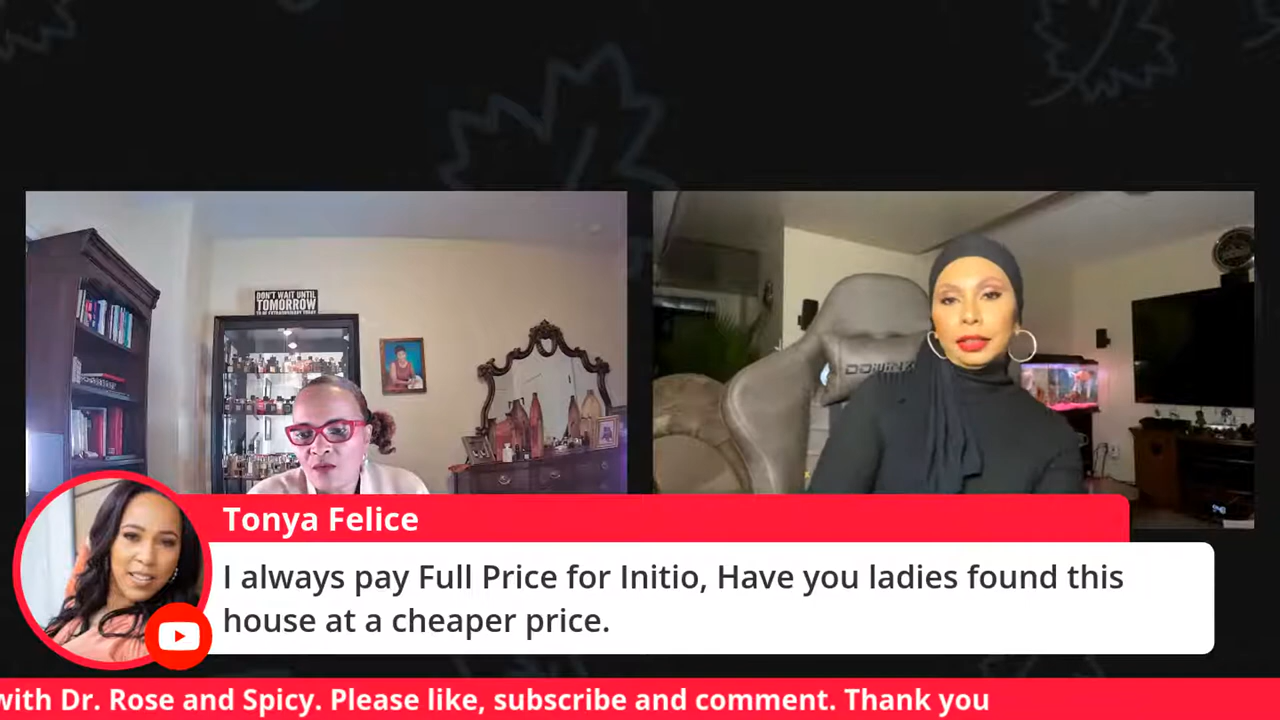 DON'T WAIT UNTIL
TOMORROW
Tonya Felice
I always pay Full Price for Initio, Have you ladies found this
house at a cheaper price.
with Dr. Rose and Spicy. Please like, subscribe and comment. Thank you